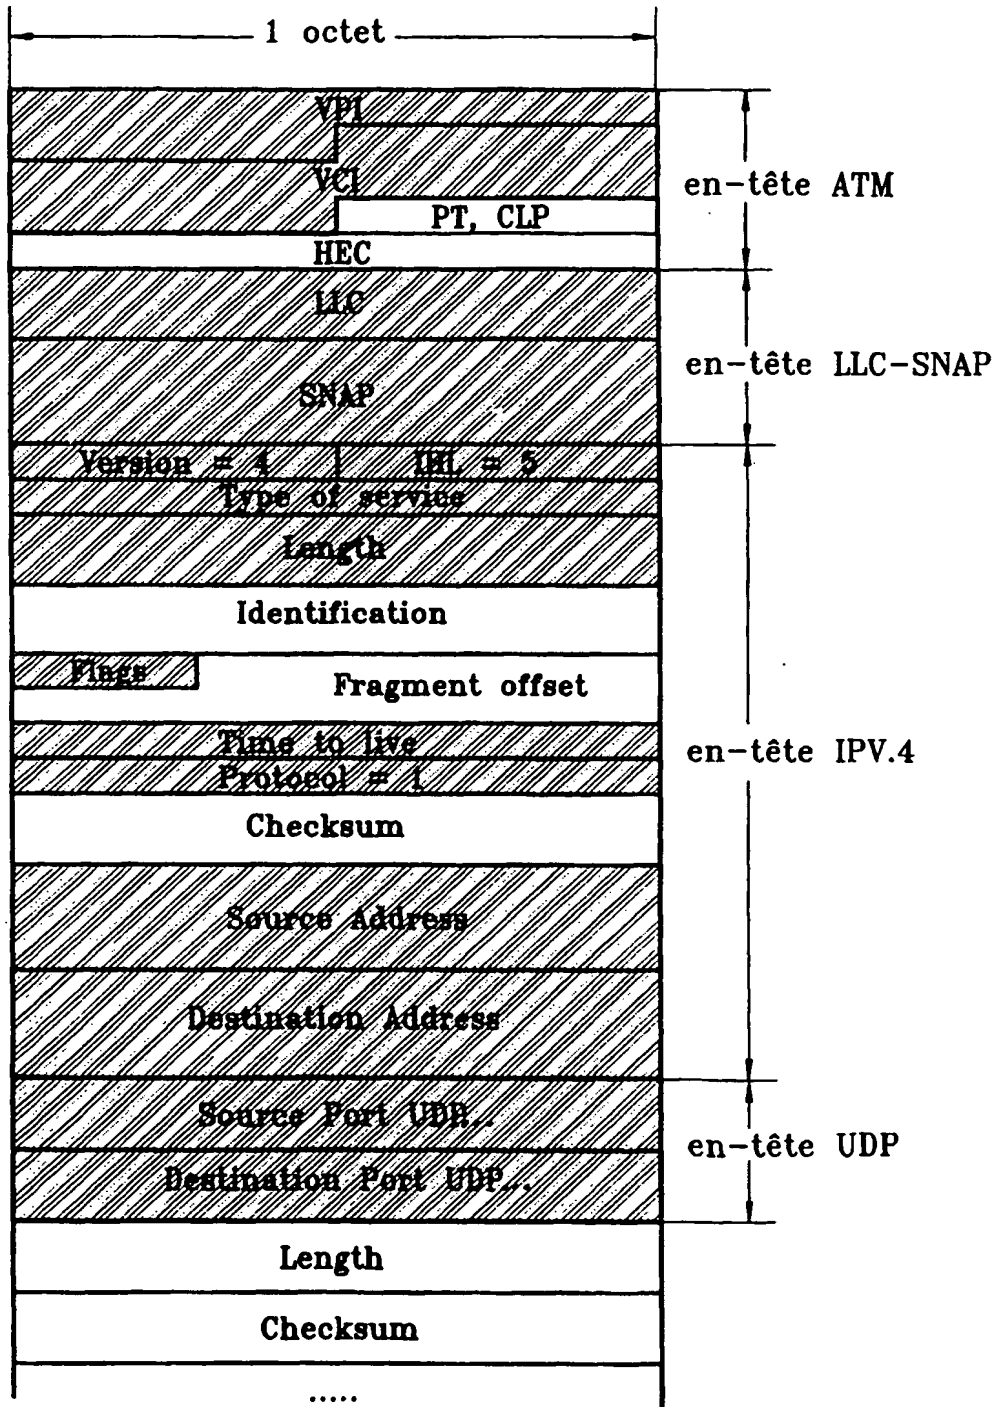 1 octet
VPI
VCI
en-tête ATM
PT, CLP
HEC
LLC
en-tête LLC-SNAP
SNAP
Version = 4 IHL = 5
Type of service
Length
Identification
Flags
Fragment offset
Time to live
en-tête IPV.4
Protocol = 1
Checksum
Source Address
Destination Address
Source Port UDP..
en-tête UDP
Destination Port UDP...
Length
Checksum
.....